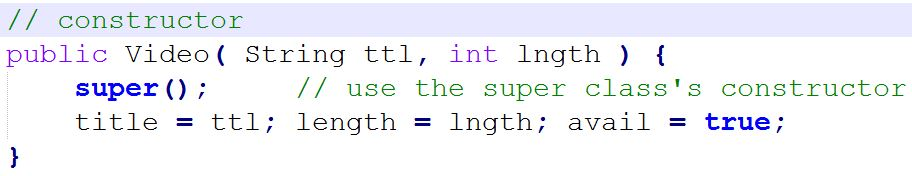 // constructor
public Video( String ttl, int lngth ) {
    super();     // use the super class's constructor
    title = ttl; length = lngth; avail = true;
}